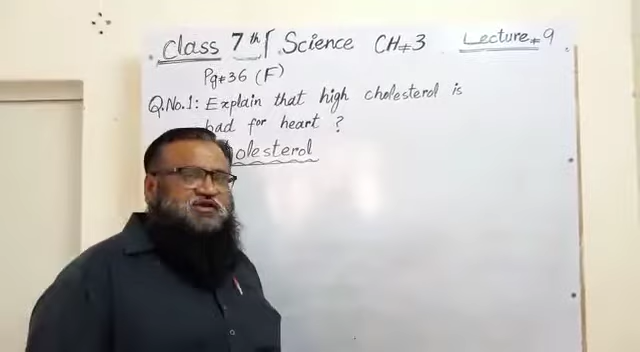 Class 7th Science CH#3 Lecture#9
Pg#36 (F)
Q.No.1: Explain that high cholesterol is
bad for heart ?
holesterol